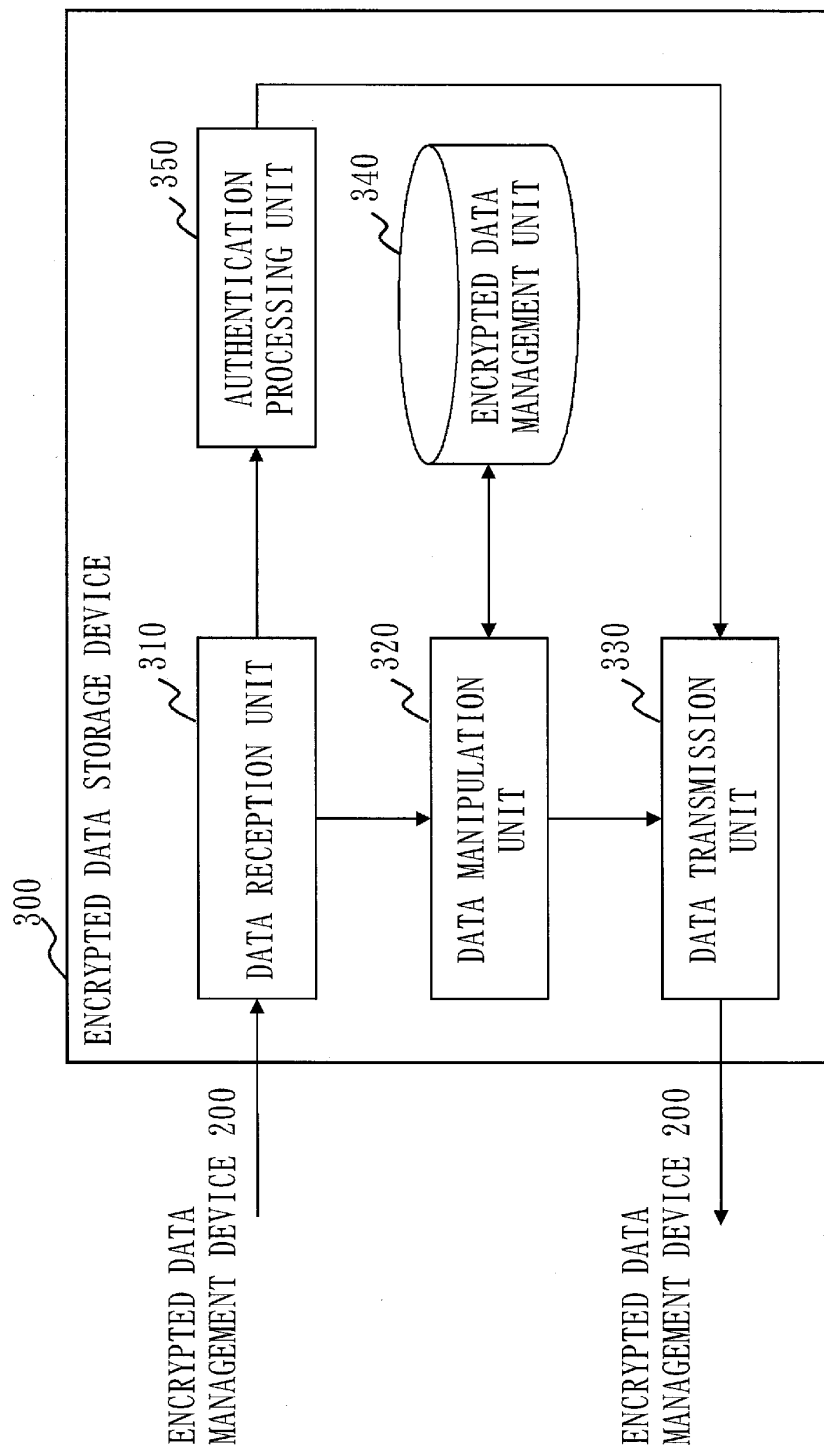 300
ENCRYPTED DATA STORAGE DEVICE
ENCRYPTED DATA
MANAGEMENT DEVICE 200
310
DATA RECEPTION UNIT
350
AUTHENTICATION
PROCESSING UNIT
320
DATA MANIPULATION
UNIT
340
ENCRYPTED DATA
MANAGEMENT UNIT
ENCRYPTED DATA
MANAGEMENT DEVICE 200
330
DATA TRANSMISSION
UNIT